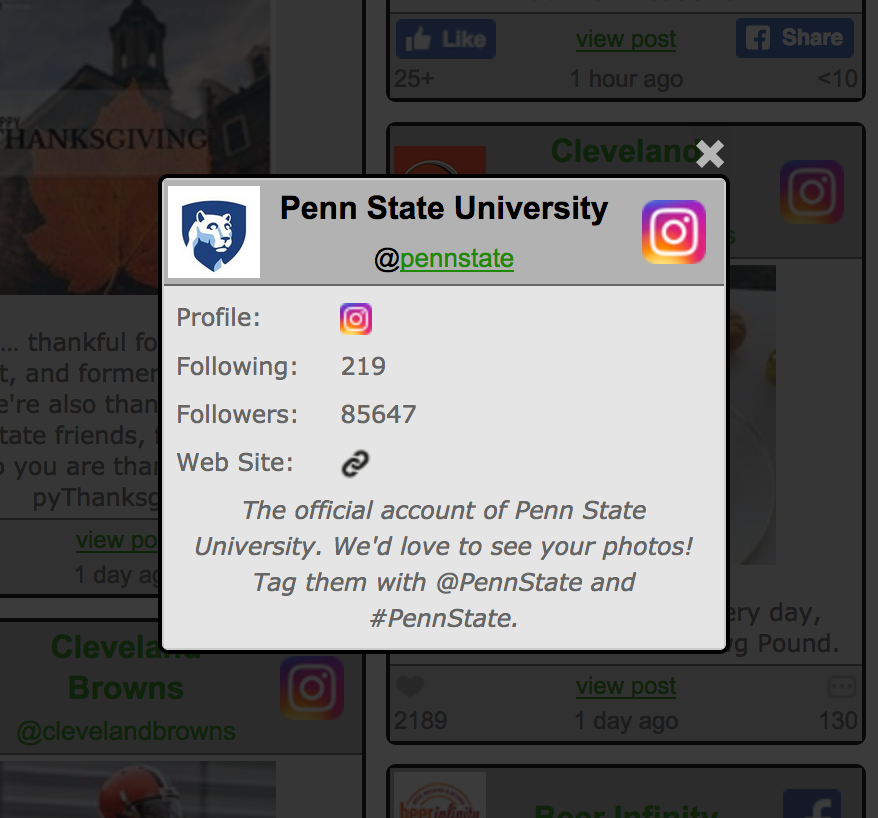 Like
view post
Share
25+
1 hour ago
<10
THANKSGIVING
Cleveland
Penn State University
@pennstate
Profile:
Following: 219
Followers: 85647
Web Site:
The official account of Penn State
University. We'd love to see your photos!
Tag them with @PennState and
#PennState.
... thankful fo
t, and former
e're also than
tate friends, f
o you are than
pyThanksg
view po
1 day ag
Cleveland
Browns
@clevelandbrowns
ery day,
wg Pound.
view post
2189
1 day ago
130
beerinfinity
Beer Infinity